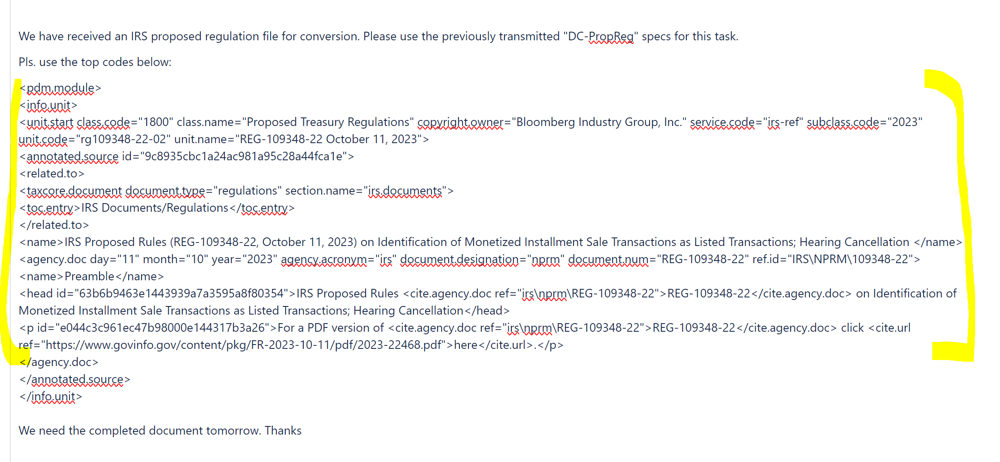 We have received an IRS proposed regulation file for conversion. Please use the previously transmitted "DC-PropReg" specs for this task.
Pls. use the top codes below:
<pdm.module>
<info.unit>
<unit.start class.code="1800" class.name="Proposed Treasury Regulations" copyright.owner="Bloomberg Industry Group, Inc." service.code="irs-ref" subclass.code="2023"
unit.code="rg109348-22-02" unit.name="REG-109348-22 October 11, 2023">
<annotated.source id="9c8935cbc1a24ac981a95c28a44fca1e">
<related.to>
<taxcore.document document.type="regulations" section.name="irs.documents">
<toc.entry>IRS Documents/Regulations</toc.entry>
</related.to>
<name>IRS Proposed Rules (REG-109348-22, October 11, 2023) on Identification of Monetized Installment Sale Transactions as Listed Transactions; Hearing Cancellation </name>
<agency.doc day="11" month="10" year="2023" agency.acronym="irs" document.designation="nprm" document.num="REG-109348-22" ref.id="IRS\NPRM\109348-22">
<name>Preamble</name>
<head id="63b6b9463e1443939a7a3595a8f80354">IRS Proposed Rules <cite.agency.doc ref="irs\nprm\REG-109348-22">REG-109348-22</cite.agency.doc> on Identification of
Monetized Installment Sale Transactions as Listed Transactions; Hearing Cancellation</head>
<p id="e044c3c961ec47b98000e144317b3a26">For a PDF version of <cite.agency.doc ref="irs\nprm\REG-109348-22">REG-109348-22</cite.agency.doc> click <cite.url
ref="https://www.govinfo.gov/content/pkg/FR-2023-10-11/pdf/2023-22468.pdf">here</cite.url>.</p>
</agency.doc>
</annotated.source>
</info.unit>
We need the completed document tomorrow. Thanks